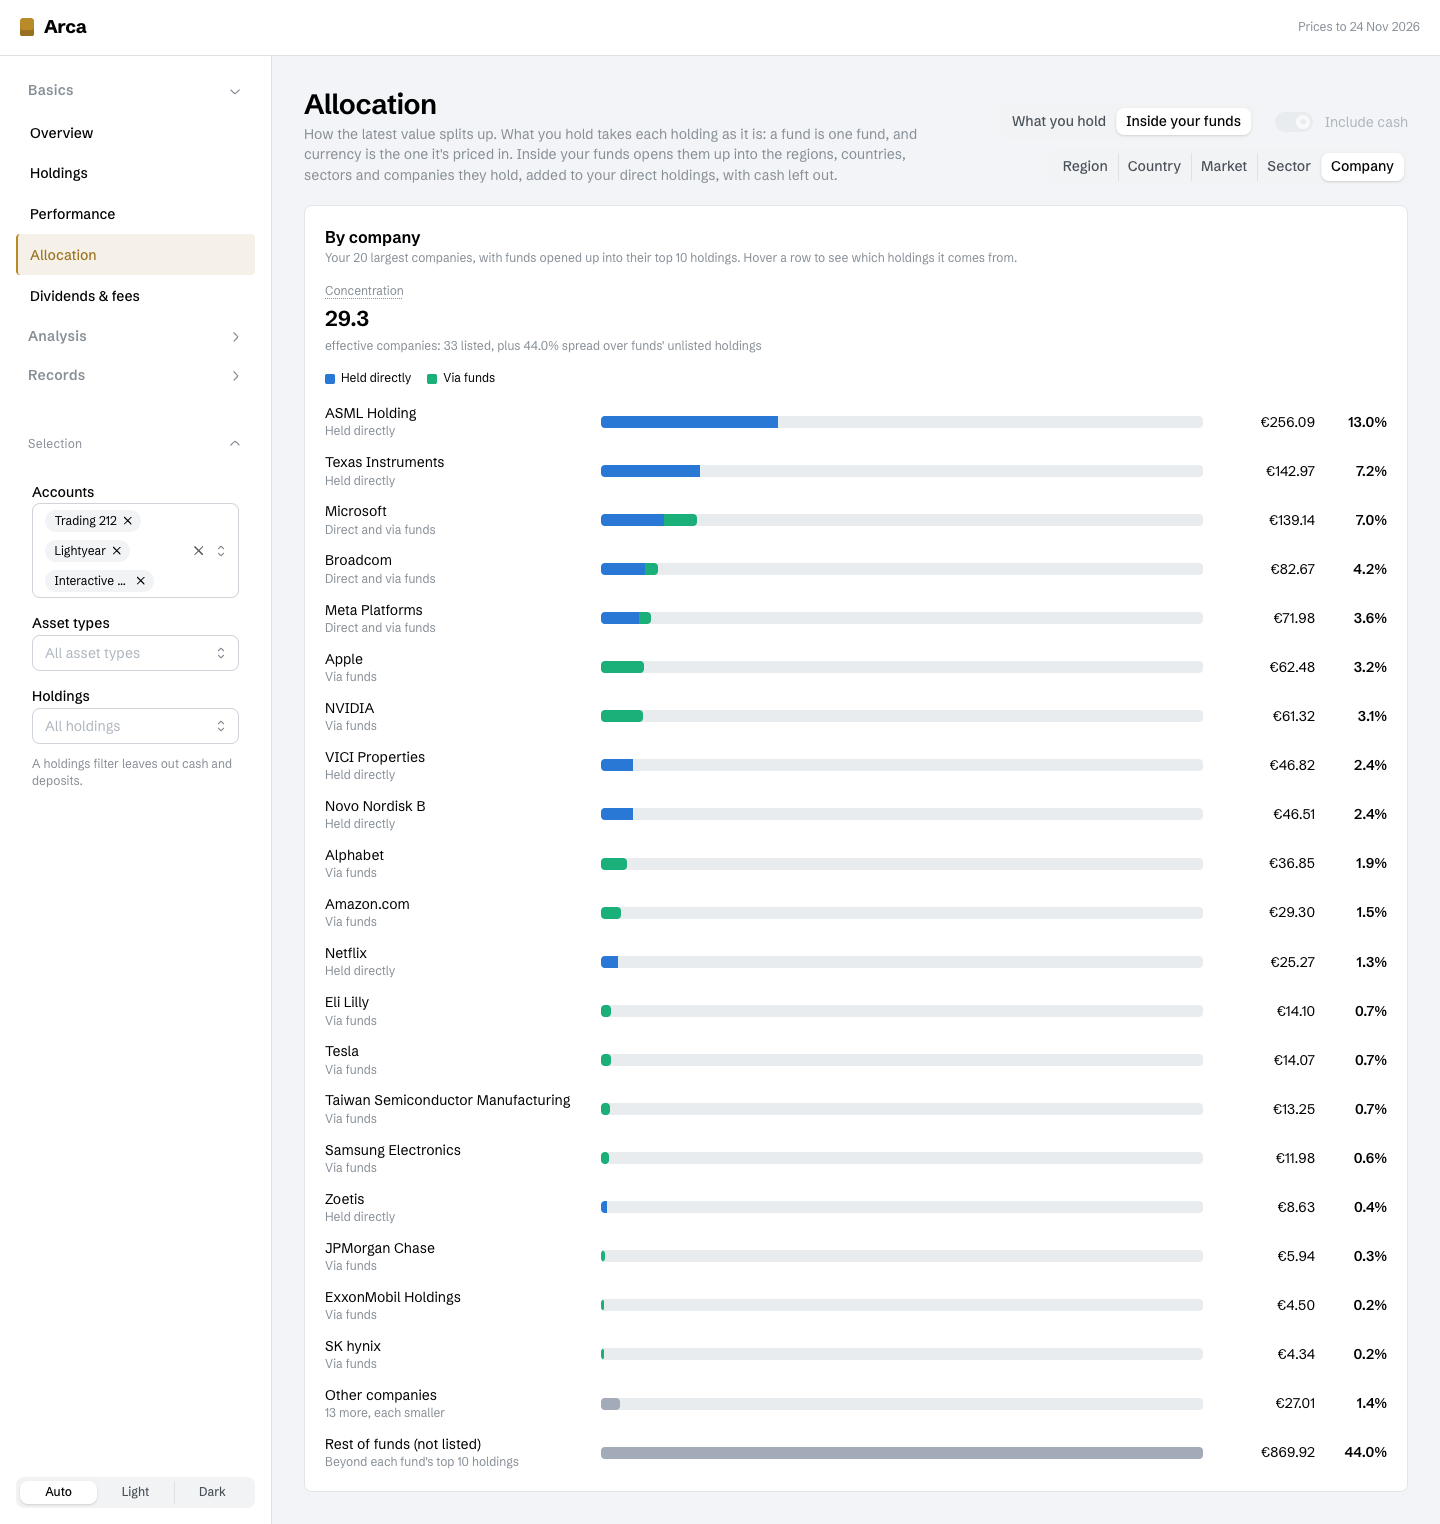 Arca
Prices to 24 Nov 2026
Basics
Overview
Holdings
Performance
Allocation
Dividends & fees
Analysis
Records
Selection
Accounts
Trading 212
Lightyear
Interactive ...
Asset types
All asset types
Holdings
All holdings
A holdings filter leaves out cash and
deposits.
Auto Light Dark
Allocation
How the latest value splits up. What you hold takes each holding as it is: a fund is one fund, and
currency is the one it's priced in. Inside your funds opens them up into the regions, countries,
sectors and companies they hold, added to your direct holdings, with cash left out.
What you hold Inside your funds Include cash
Region Country Market Sector Company
By company
Your 20 largest companies, with funds opened up into their top 10 holdings. Hover a row to see which holdings it comes from.
Concentration
29.3
effective companies: 33 listed, plus 44.0% spread over funds' unlisted holdings
Held directly Via funds
ASML Holding €256.09 13.0%
Held directly
Texas Instruments €142.97 7.2%
Held directly
Microsoft €139.14 7.0%
Direct and via funds
Broadcom €82.67 4.2%
Direct and via funds
Meta Platforms €71.98 3.6%
Direct and via funds
Apple €62.48 3.2%
Via funds
NVIDIA €61.32 3.1%
Via funds
VICI Properties €46.82 2.4%
Held directly
Novo Nordisk B €46.51 2.4%
Held directly
Alphabet €36.85 1.9%
Via funds
Amazon.com €29.30 1.5%
Via funds
Netflix €25.27 1.3%
Held directly
Eli Lilly €14.10 0.7%
Via funds
Tesla €14.07 0.7%
Via funds
Taiwan Semiconductor Manufacturing €13.25 0.7%
Via funds
Samsung Electronics €11.98 0.6%
Via funds
Zoetis €8.63 0.4%
Held directly
JPMorgan Chase €5.94 0.3%
Via funds
ExxonMobil Holdings €4.50 0.2%
Via funds
SK hynix €4.34 0.2%
Via funds
Other companies €27.01 1.4%
13 more, each smaller
Rest of funds (not listed) €869.92 44.0%
Beyond each fund's top 10 holdings